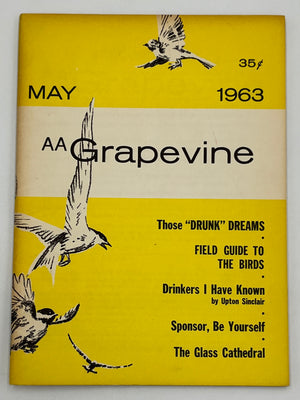 35¢
MAY 1963
AA Grapevine
Those "DRUNK" DREAMS
•
FIELD GUIDE TO
THE BIRDS
•
Drinkers I Have Known
by Upton Sinclair
•
Sponsor, Be Yourself
•
The Glass Cathedral